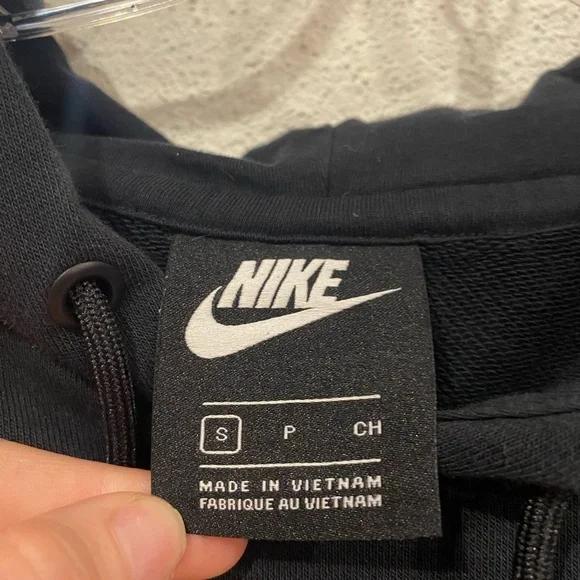 NIKE
S P CH
MADE IN VIETNAM
FABRIQUE AU VIETNAM